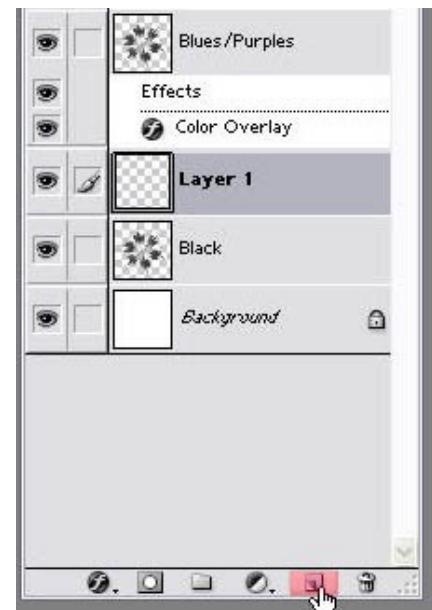 Blues/Purples
Effects
Color Overlay
Layer 1
Black
Background